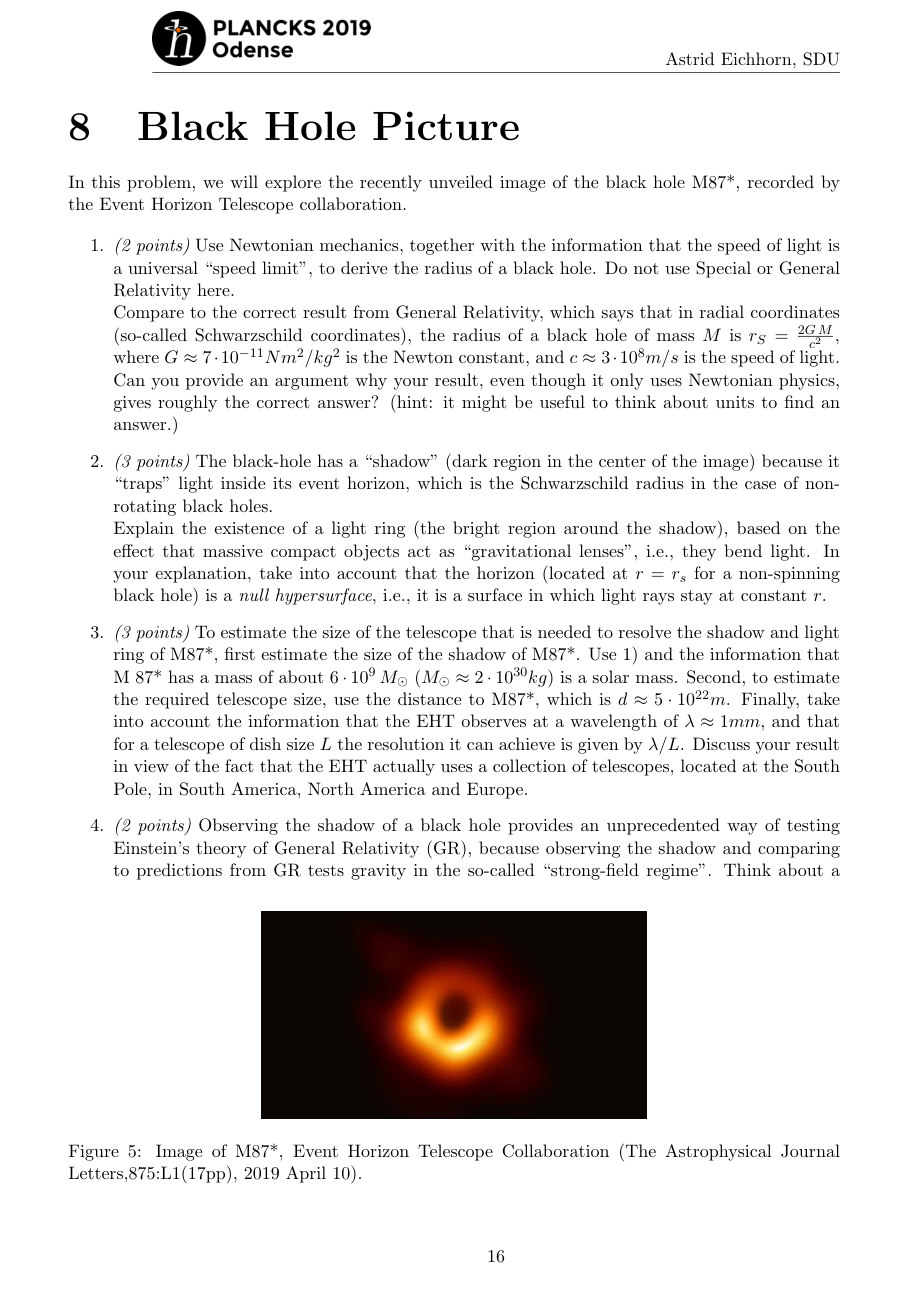 PLANCKS 2019
Odense
Astrid Eichhorn, SDU
8 Black Hole Picture
In this problem, we will explore the recently unveiled image of the black hole M87*, recorded by
the Event Horizon Telescope collaboration.
1. (2 points) Use Newtonian mechanics, together with the information that the speed of light is
a universal “speed limit”, to derive the radius of a black hole. Do not use Special or General
Relativity here.
Compare to the correct result from General Relativity, which says that in radial coordinates
(so-called Schwarzschild coordinates), the radius of a black hole of mass M is r_S = \frac{2G M}{c^2},
where G ≈ 7·10^{−11}Nm^2/kg^2 is the Newton constant, and c ≈ 3·10^8m/s is the speed of light.
Can you provide an argument why your result, even though it only uses Newtonian physics,
gives roughly the correct answer? (hint: it might be useful to think about units to find an
answer.)
2. (3 points) The black-hole has a “shadow” (dark region in the center of the image) because it
“traps” light inside its event horizon, which is the Schwarzschild radius in the case of non-
rotating black holes.
Explain the existence of a light ring (the bright region around the shadow), based on the
effect that massive compact objects act as “gravitational lenses”, i.e., they bend light. In
your explanation, take into account that the horizon (located at r = r_s for a non-spinning
black hole) is a null hypersurface, i.e., it is a surface in which light rays stay at constant r.
3. (3 points) To estimate the size of the telescope that is needed to resolve the shadow and light
ring of M87*, first estimate the size of the shadow of M87*. Use 1) and the information that
M 87* has a mass of about 6 · 10^9 M_⊙ (M_⊙ ≈ 2 · 10^{30}kg) is a solar mass. Second, to estimate
the required telescope size, use the distance to M87*, which is d ≈ 5 · 10^{22}m. Finally, take
into account the information that the EHT observes at a wavelength of λ ≈ 1mm, and that
for a telescope of dish size L the resolution it can achieve is given by λ/L. Discuss your result
in view of the fact that the EHT actually uses a collection of telescopes, located at the South
Pole, in South America, North America and Europe.
4. (2 points) Observing the shadow of a black hole provides an unprecedented way of testing
Einstein’s theory of General Relativity (GR), because observing the shadow and comparing
to predictions from GR tests gravity in the so-called “strong-field regime”. Think about a
Figure 5: Image of M87*, Event Horizon Telescope Collaboration (The Astrophysical Journal
Letters,875:L1(17pp), 2019 April 10).
16